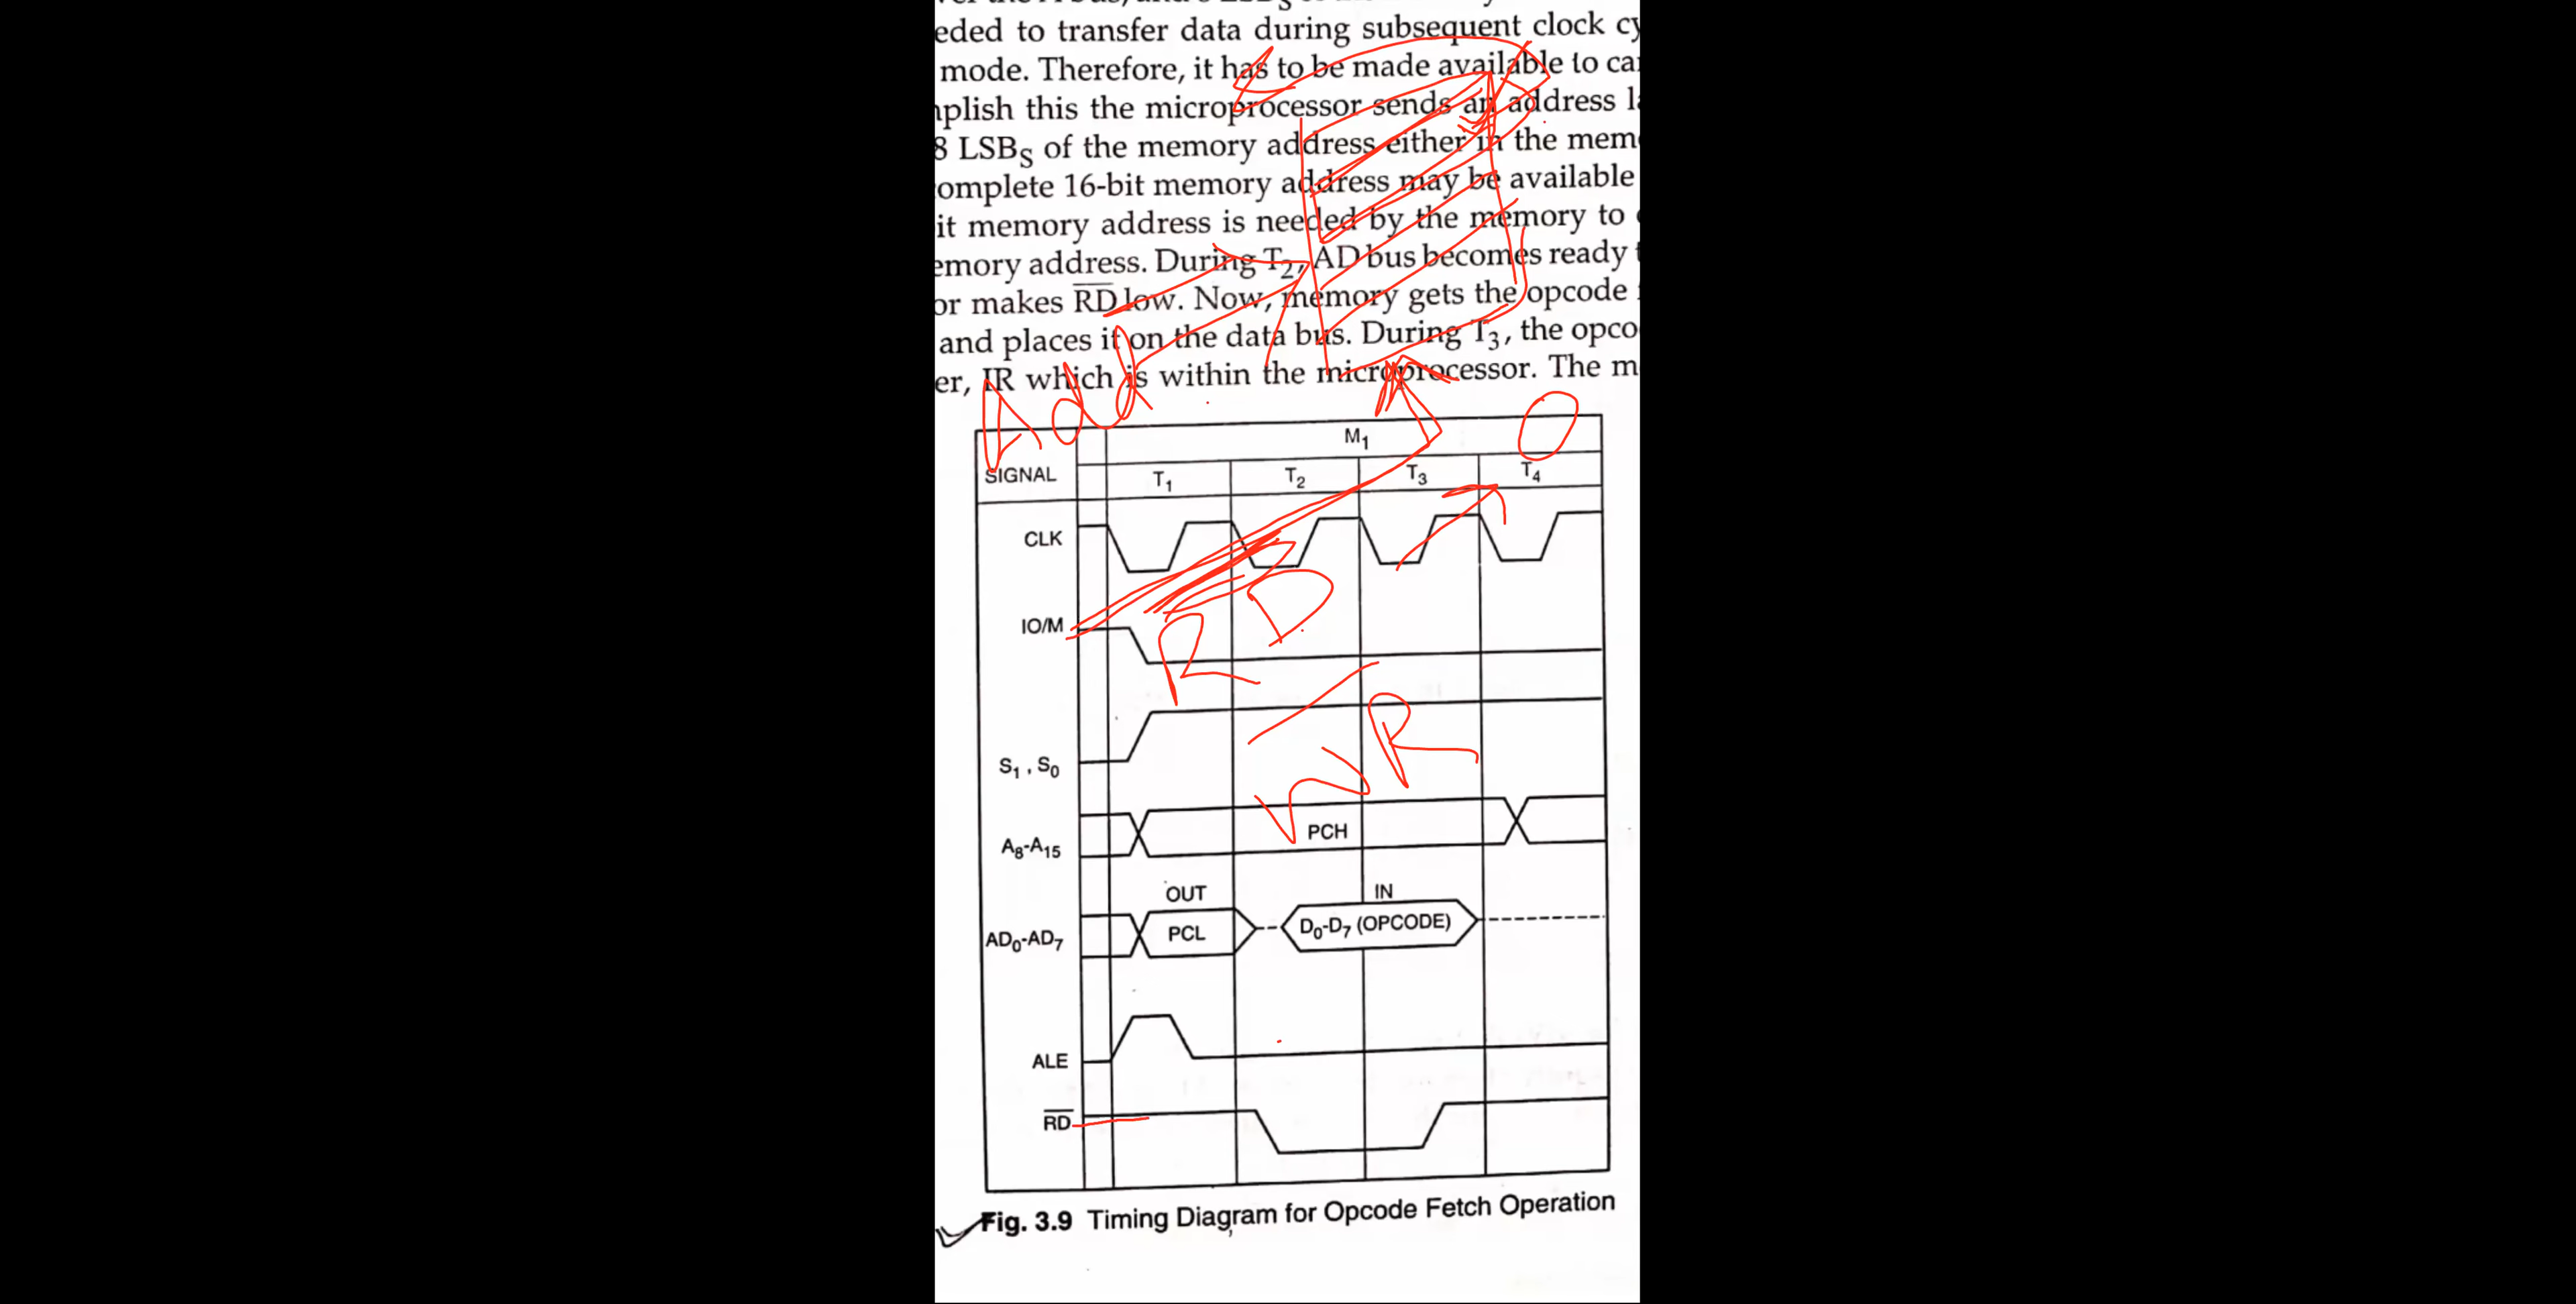 eded to transfer data during subsequent clock cy
mode. Therefore, it has to be made available to ca
plish this the microprocessor sends an address l
8 LSBS of the memory address either in the mem
omplete 16-bit memory address may be available
it memory address is needed by the memory to
emory address. During T2, AD bus becomes ready
or makes R̅D̅ low. Now, memory gets the opcode
and places it on the data bus. During T3, the opco
er, IR which is within the microprocessor. The m
Add
M1
SIGNAL T1 T2 T3 T4
CLK
IO/M
RD
WR
S1, S0
A8-A15 PCH
OUT IN
AD0-AD7 PCL D0-D7 (OPCODE)
ALE
R̅D̅
Fig. 3.9 Timing Diagram for Opcode Fetch Operation